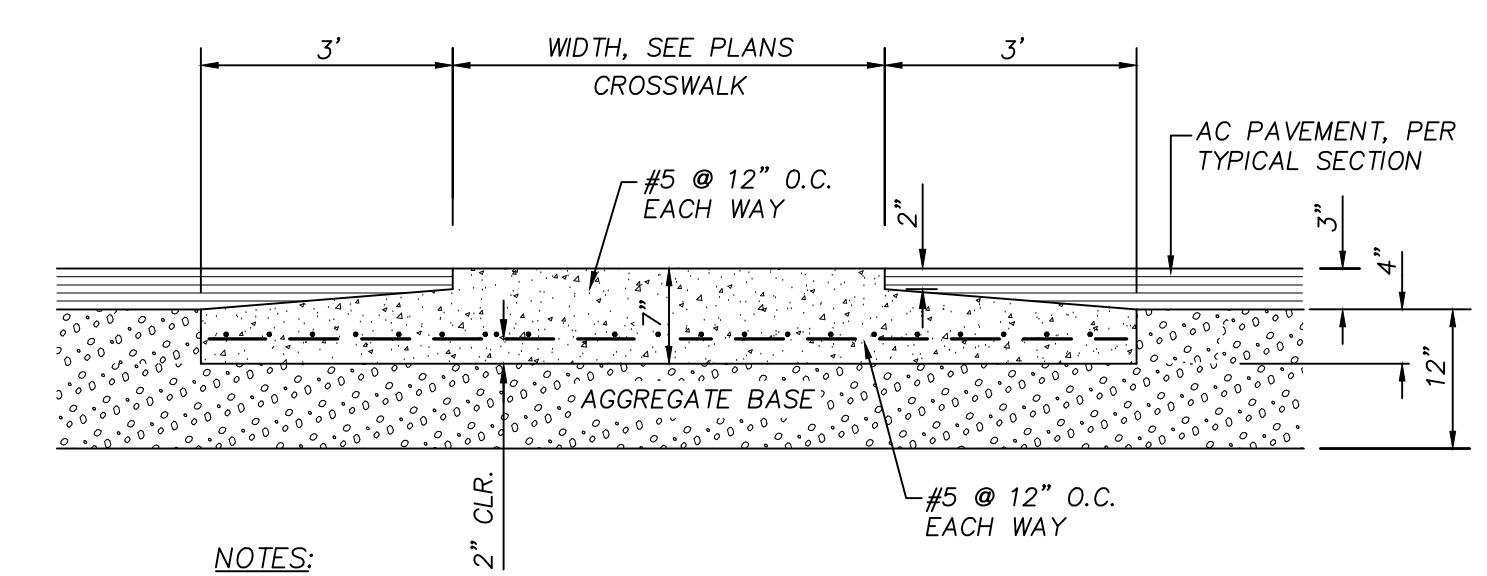 3'
WIDTH, SEE PLANS
3'
CROSSWALK
AC PAVEMENT, PER
TYPICAL SECTION
#5 @ 12" O.C.
EACH WAY
2"
3"
4"
7"
12"
AGGREGATE BASE
2" CLR.
#5 @ 12" O.C.
EACH WAY
NOTES: